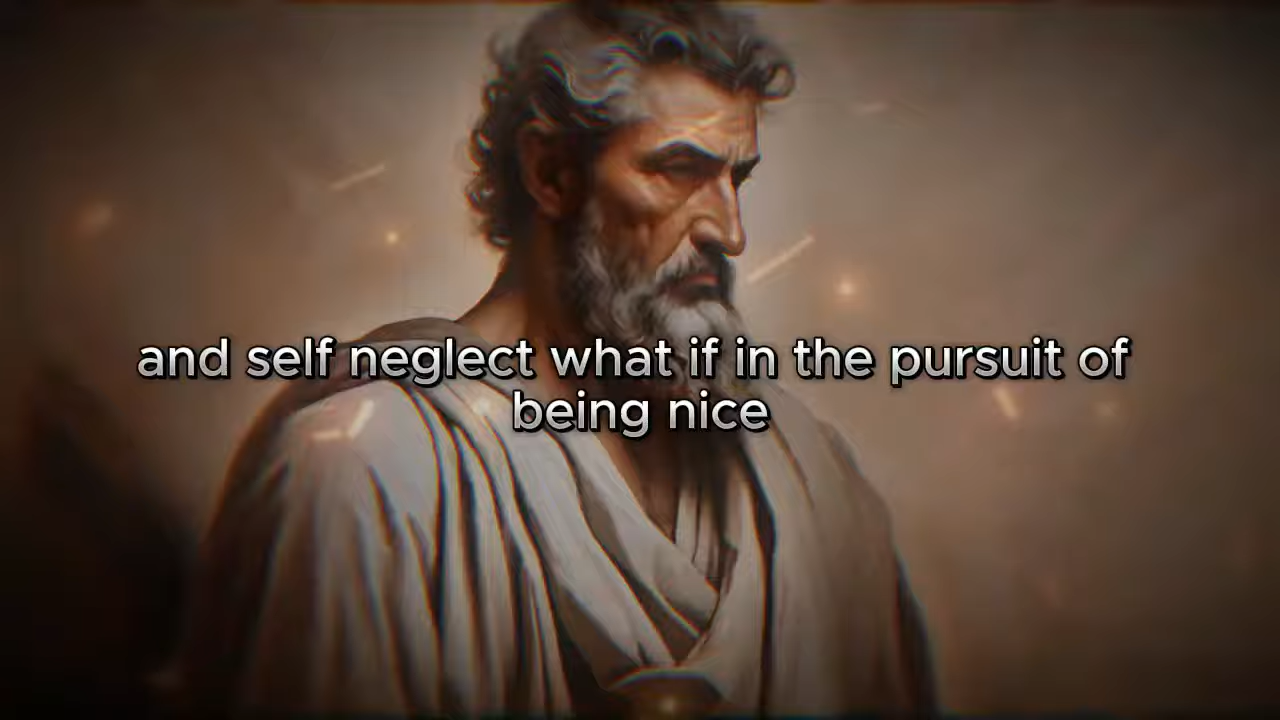 and self neglect what if in the pursuit of
being nice